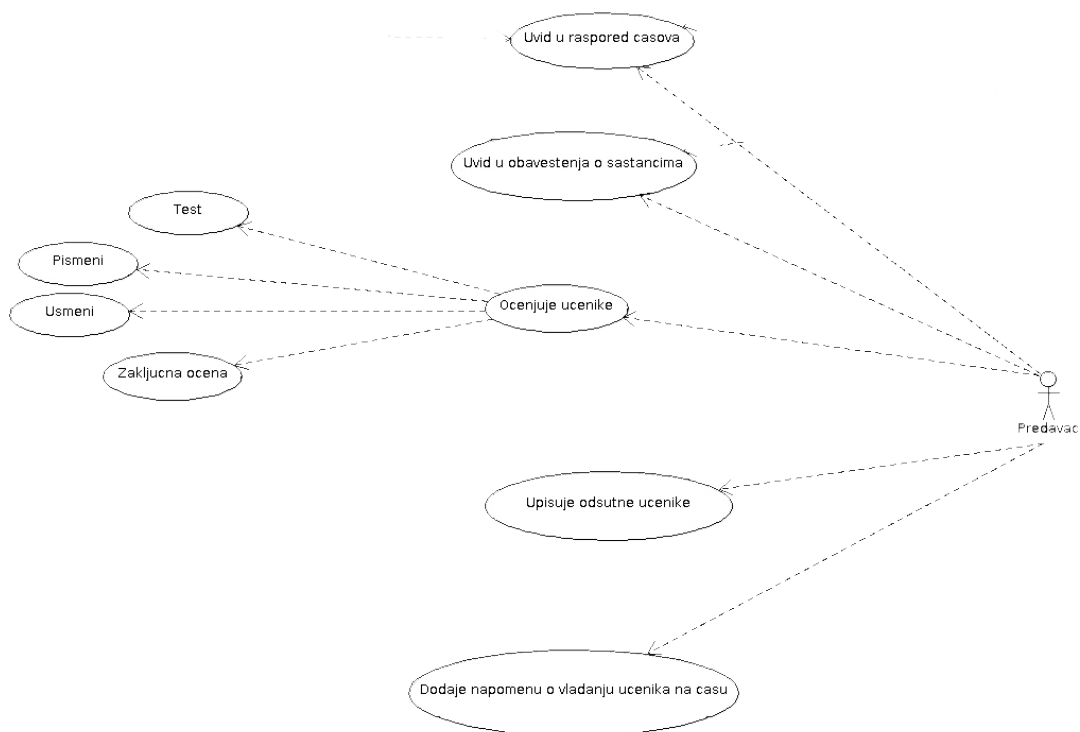 Uvid u raspored casova
Uvid u obavestenja o sastancima
Test
Pismeni
Usmeni
Zakljucna ocena
Ocenjuje ucenike
Predavac
Upisuje odsutne ucenike
Dodaje napomenu o vladanju ucenika na casu